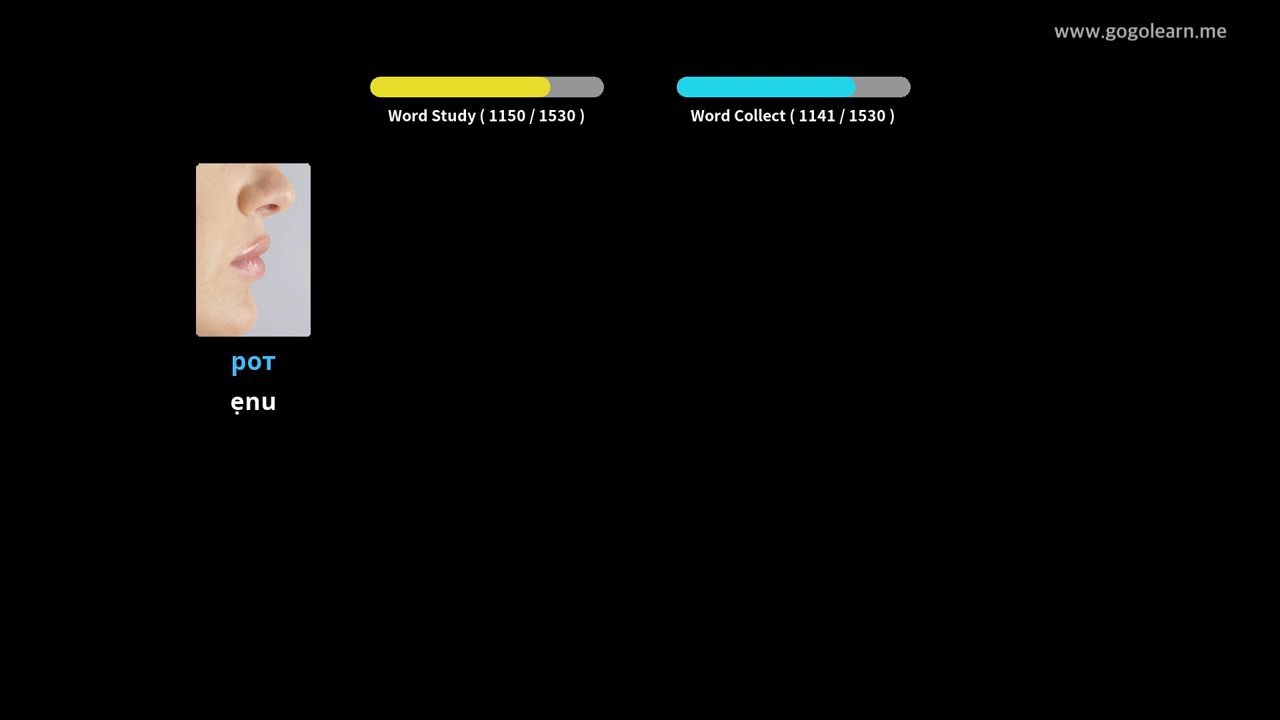 www.gogolearn.me
Word Study ( 1150 / 1530 )
Word Collect ( 1141 / 1530 )
рот
ẹnu